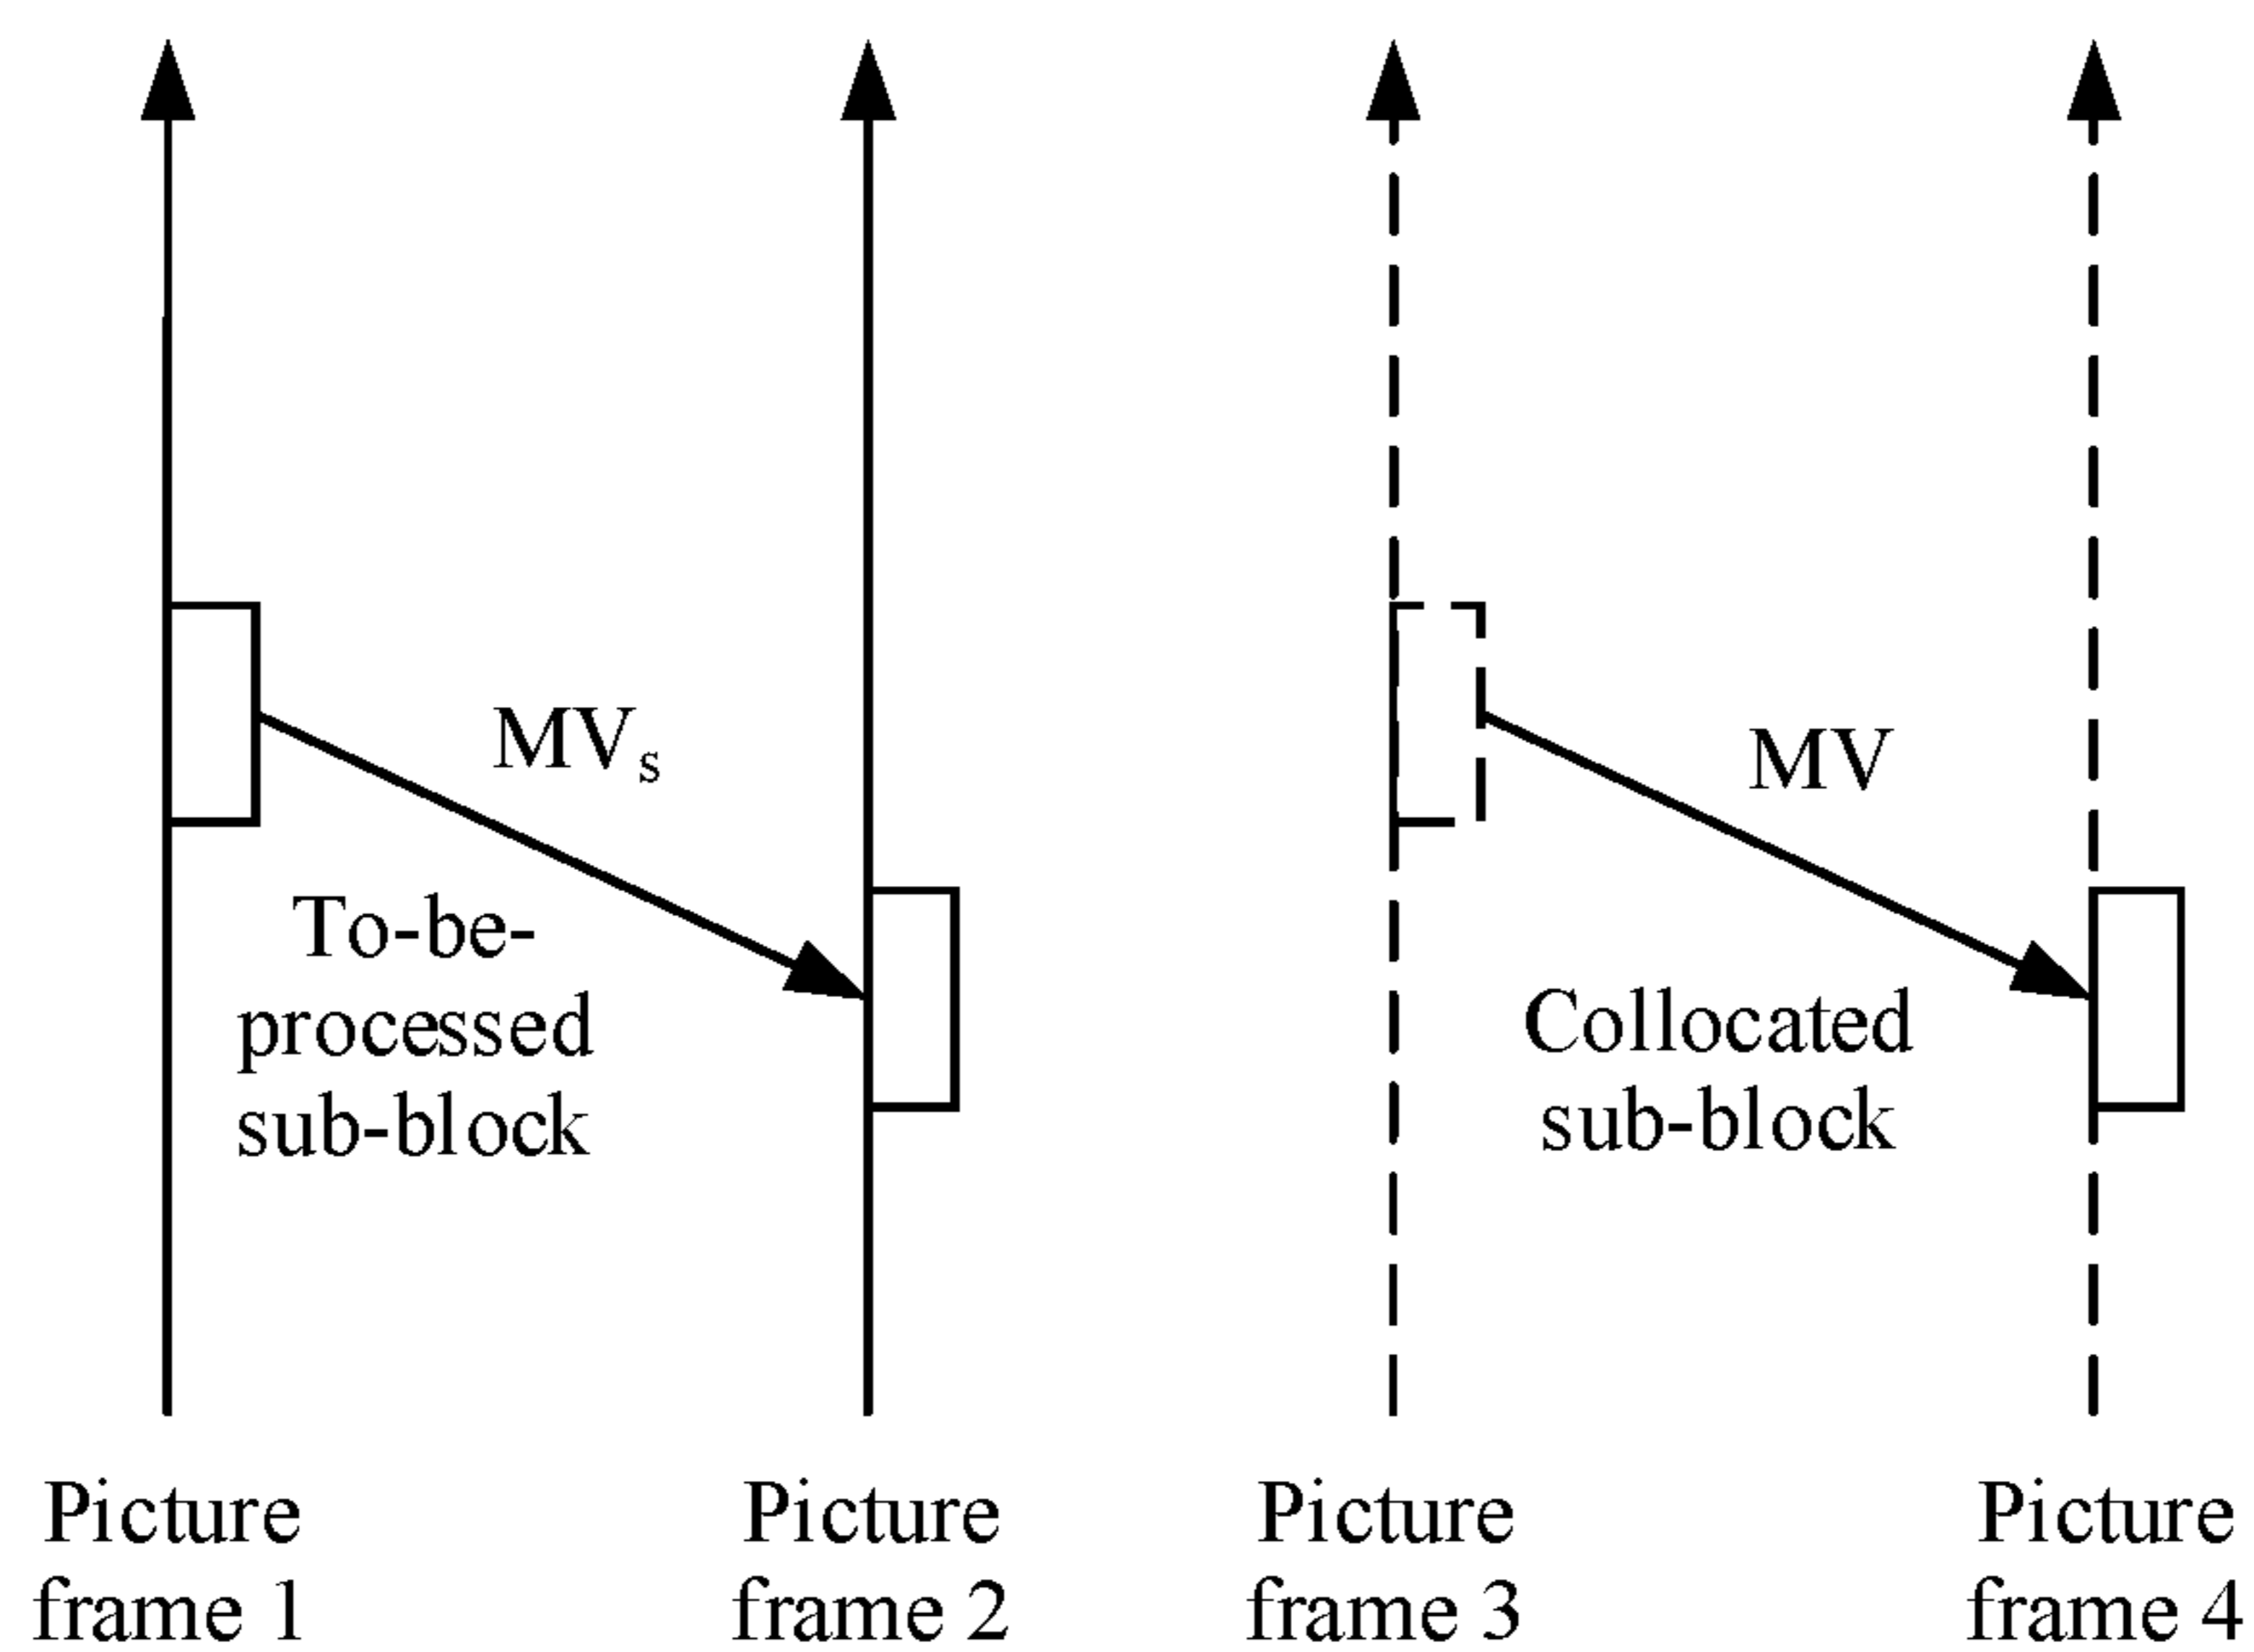 MVs
MV
To-be-
processed
sub-block
Collocated
sub-block
Picture
frame 1
Picture
frame 2
Picture
frame 3
Picture
frame 4